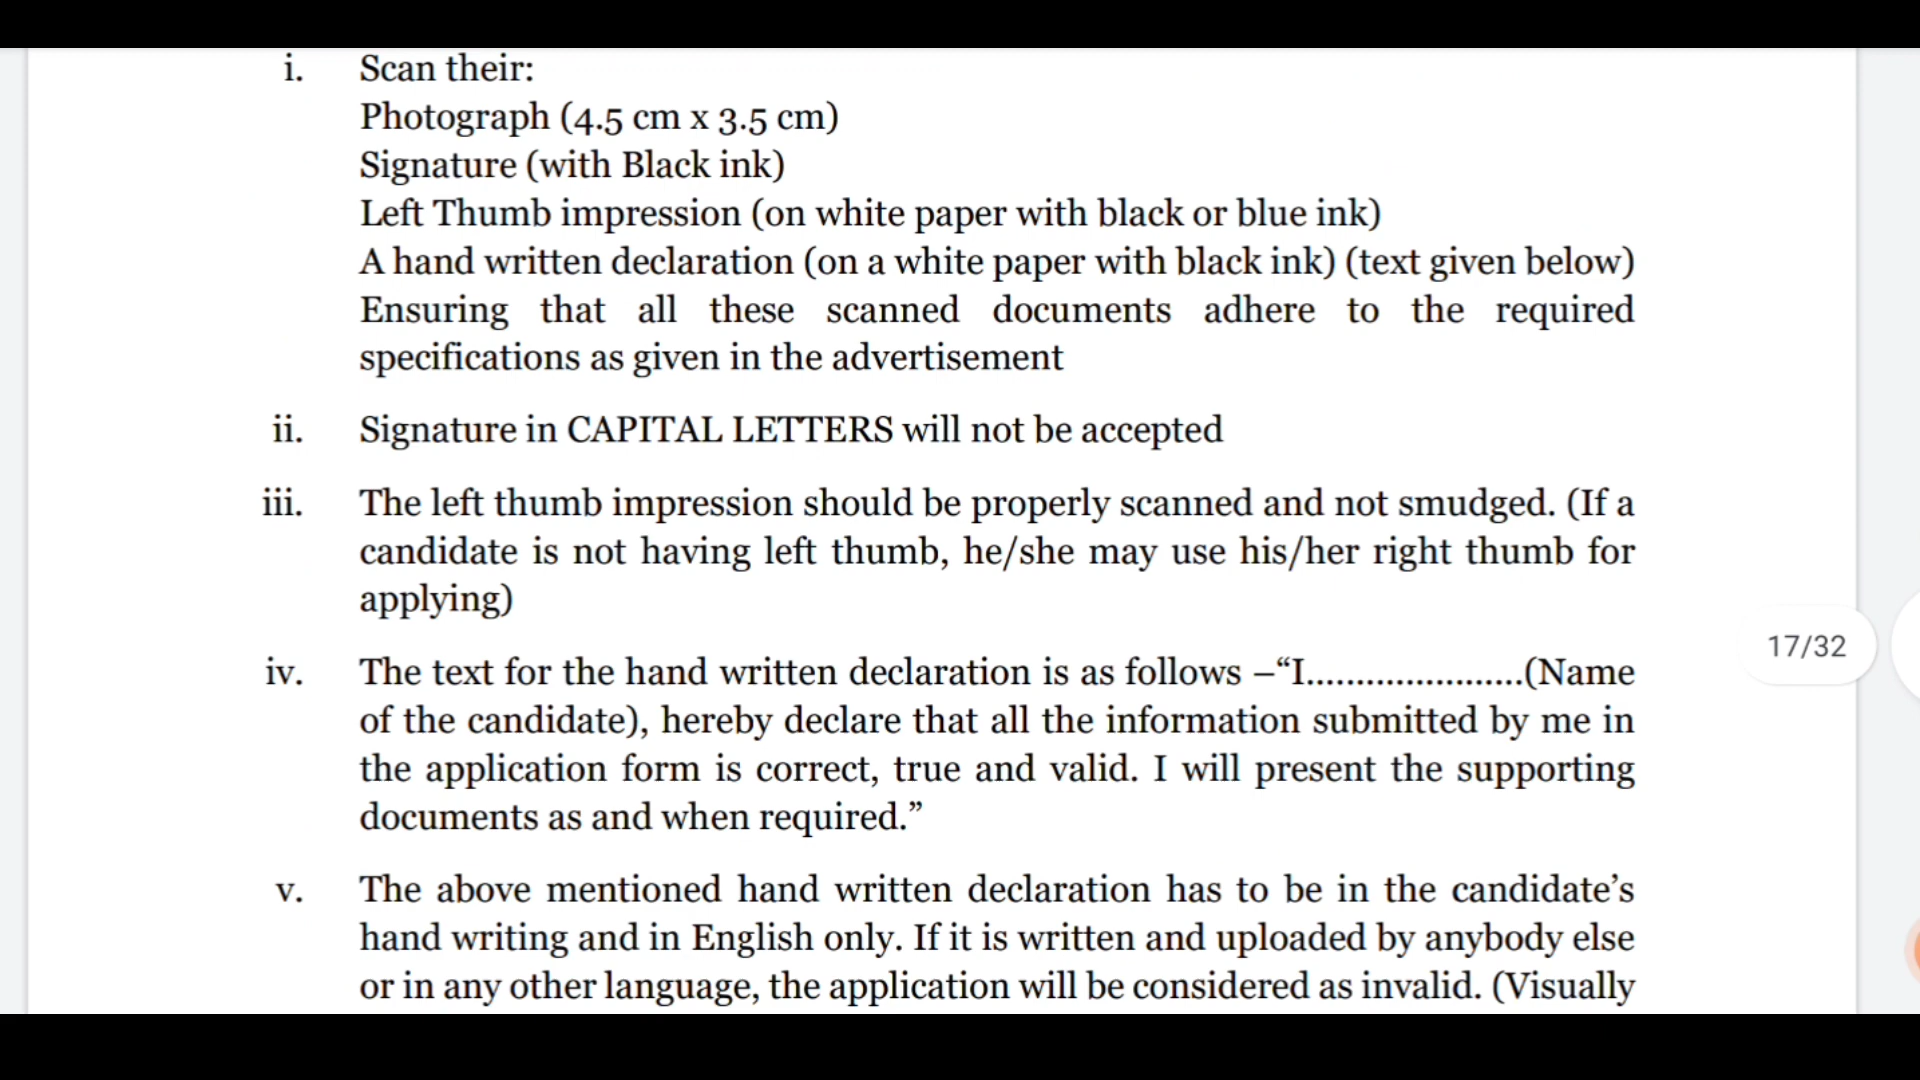 i. Scan their:
Photograph (4.5 cm x 3.5 cm)
Signature (with Black ink)
Left Thumb impression (on white paper with black or blue ink)
A hand written declaration (on a white paper with black ink) (text given below)
Ensuring that all these scanned documents adhere to the required
specifications as given in the advertisement
ii. Signature in CAPITAL LETTERS will not be accepted
iii. The left thumb impression should be properly scanned and not smudged. (If a
candidate is not having left thumb, he/she may use his/her right thumb for
applying)
iv. The text for the hand written declaration is as follows –“I......................(Name
of the candidate), hereby declare that all the information submitted by me in
the application form is correct, true and valid. I will present the supporting
documents as and when required.”
v. The above mentioned hand written declaration has to be in the candidate’s
hand writing and in English only. If it is written and uploaded by anybody else
or in any other language, the application will be considered as invalid. (Visually
17/32